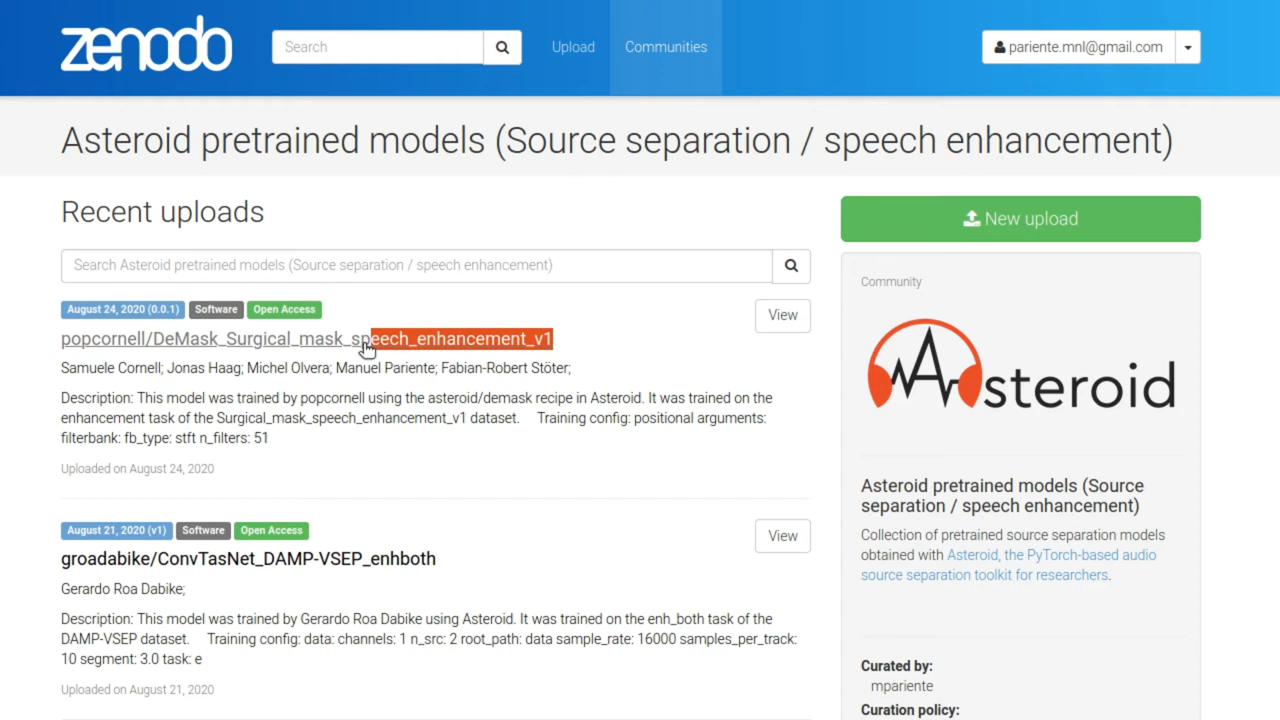 zenodo
Search
Upload
Communities
pariente.mnl@gmail.com
Asteroid pretrained models (Source separation / speech enhancement)
Recent uploads
New upload
Search Asteroid pretrained models (Source separation / speech enhancement)
August 24, 2020 (0.0.1) Software Open Access
View
popcornell/DeMask_Surgical_mask_speech_enhancement_v1
Samuele Cornell; Jonas Haag; Michel Olvera; Manuel Pariente; Fabian-Robert Stöter;
Description: This model was trained by popcornell using the asteroid/demask recipe in Asteroid. It was trained on the
enhancement task of the Surgical_mask_speech_enhancement_v1 dataset. Training config: positional arguments:
filterbank: fb_type: stft n_filters: 51
Uploaded on August 24, 2020
August 21, 2020 (v1) Software Open Access
View
groadabike/ConvTasNet_DAMP-VSEP_enhboth
Gerardo Roa Dabike;
Description: This model was trained by Gerardo Roa Dabike using Asteroid. It was trained on the enh_both task of the
DAMP-VSEP dataset. Training config: data: channels: 1 n_src: 2 root_path: data sample_rate: 16000 samples_per_track:
10 segment: 3.0 task: e
Uploaded on August 21, 2020
Community
Asteroid
Asteroid pretrained models (Source
separation / speech enhancement)
Collection of pretrained source separation models
obtained with Asteroid, the PyTorch-based audio
source separation toolkit for researchers.
Curated by:
mpariente
Curation policy: